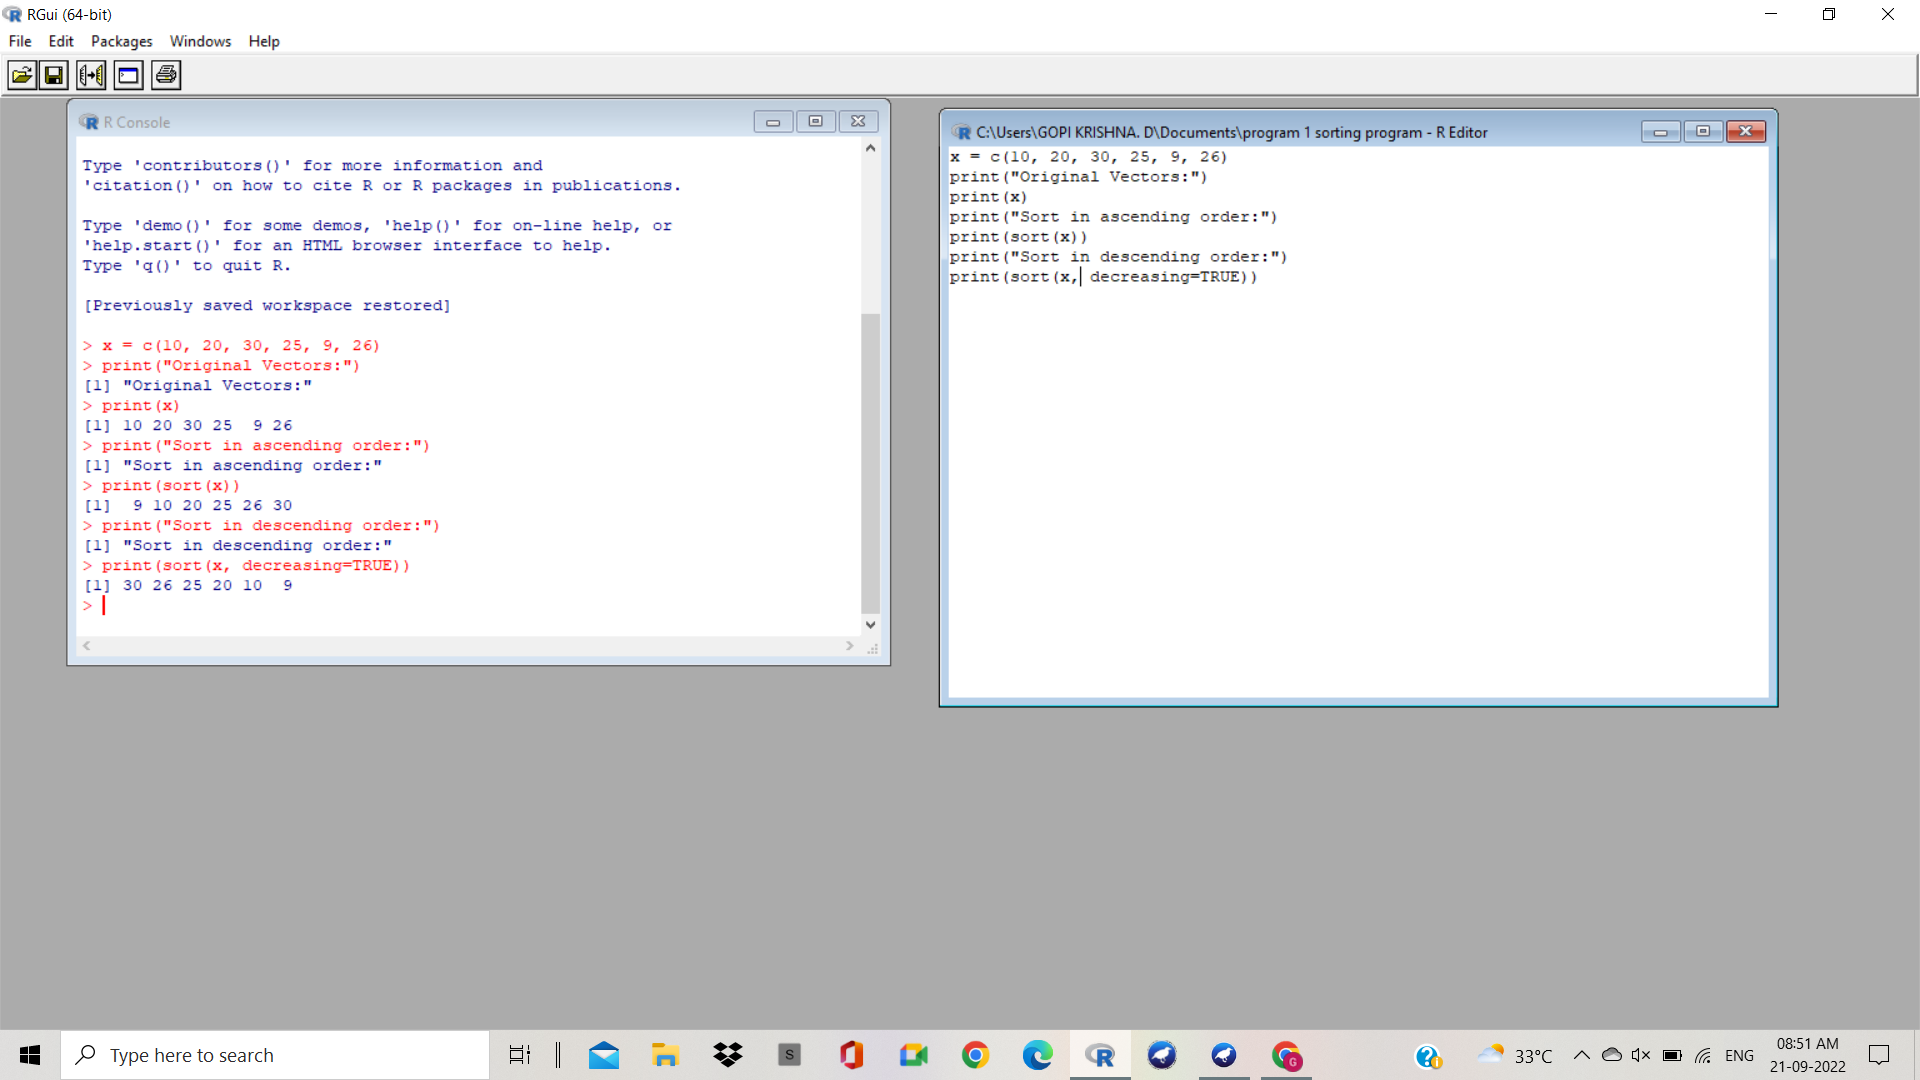 RGui (64-bit)
File Edit Packages Windows Help
R Console
Type 'contributors()' for more information and
'citation()' on how to cite R or R packages in publications.
Type 'demo()' for some demos, 'help()' for on-line help, or
'help.start()' for an HTML browser interface to help.
Type 'q()' to quit R.
[Previously saved workspace restored]
> x = c(10, 20, 30, 25, 9, 26)
> print("Original Vectors:")
[1] "Original Vectors:"
> print(x)
[1] 10 20 30 25  9 26
> print("Sort in ascending order:")
[1] "Sort in ascending order:"
> print(sort(x))
[1]  9 10 20 25 26 30
> print("Sort in descending order:")
[1] "Sort in descending order:"
> print(sort(x, decreasing=TRUE))
[1] 30 26 25 20 10  9
>
C:\Users\GOPI KRISHNA. D\Documents\program 1 sorting program - R Editor
x = c(10, 20, 30, 25, 9, 26)
print("Original Vectors:")
print(x)
print("Sort in ascending order:")
print(sort(x))
print("Sort in descending order:")
print(sort(x, decreasing=TRUE))
Type here to search
S
G
33°C
ENG
08:51 AM
21-09-2022